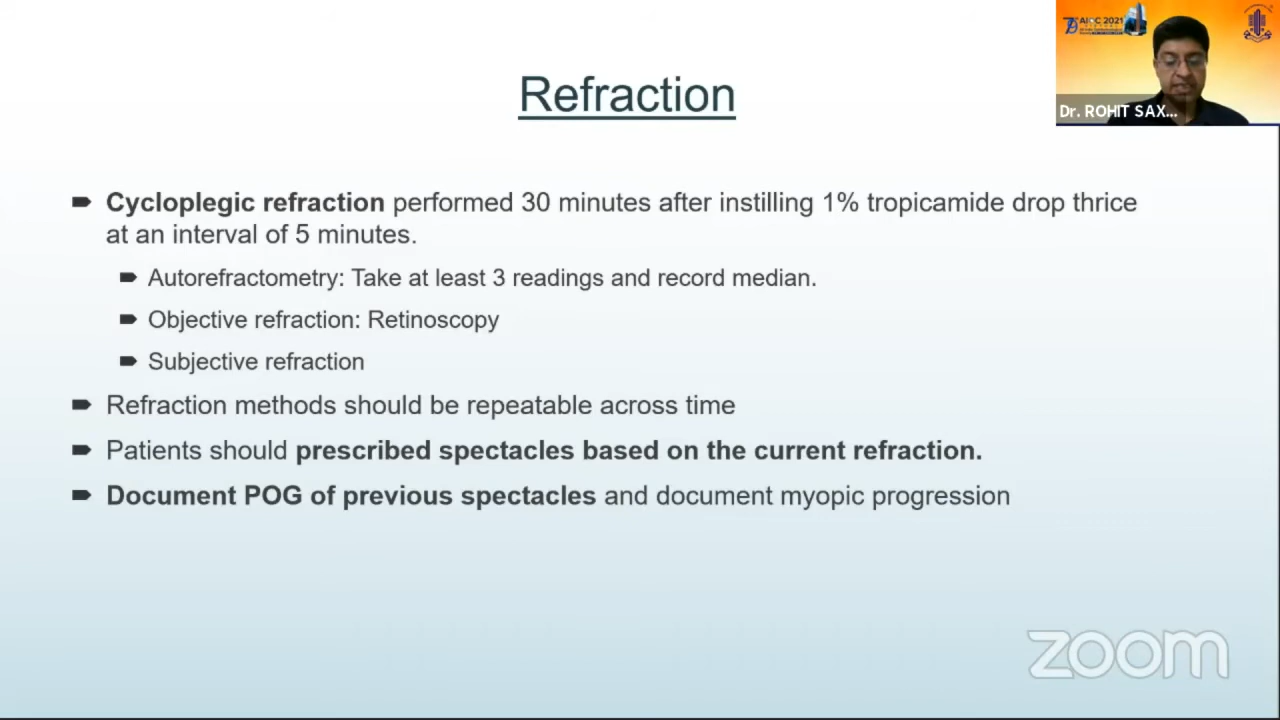 AIOC 2021
Dr. ROHIT SAX...
Refraction
Cycloplegic refraction performed 30 minutes after instilling 1% tropicamide drop thrice
at an interval of 5 minutes.
Autorefractometry: Take at least 3 readings and record median.
Objective refraction: Retinoscopy
Subjective refraction
Refraction methods should be repeatable across time
Patients should prescribed spectacles based on the current refraction.
Document POG of previous spectacles and document myopic progression
zoom